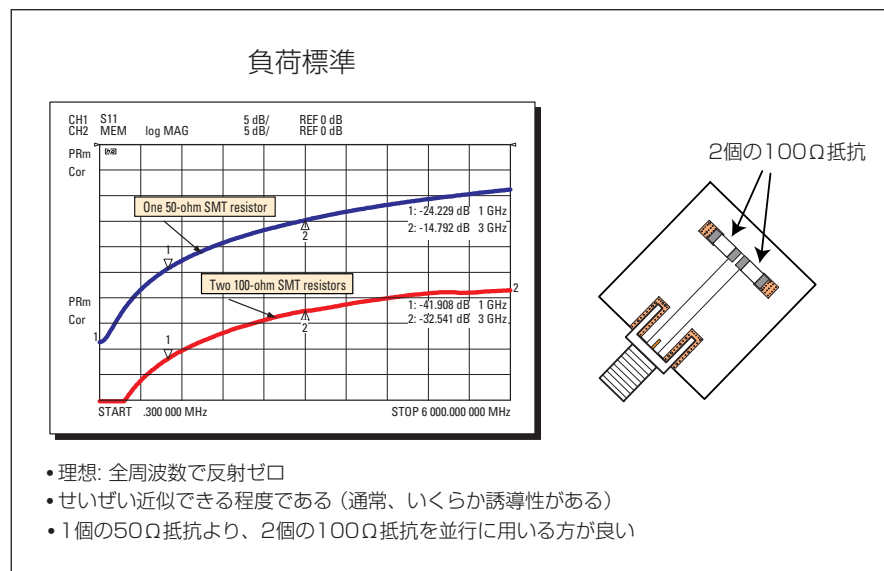 負荷標準
CH1 S11 5 dB/ REF 0 dB
CH2 MEM log MAG 5 dB/ REF 0 dB
PRm
Cor
One 50-ohm SMT resistor
1: -24.229 dB 1 GHz
2: -14.792 dB 3 GHz
1
2
Two 100-ohm SMT resistors
PRm
Cor
1: -41.908 dB 1 GHz
2: -32.541 dB 3 GHz
2
1
1
2
START .300 000 MHz STOP 6 000.000 000 MHz
2個の100Ω抵抗
• 理想: 全周波数で反射ゼロ
• せいぜい近似できる程度である（通常、いくらか誘導性がある）
• 1個の50Ω抵抗より、2個の100Ω抵抗を並行に用いる方が良い